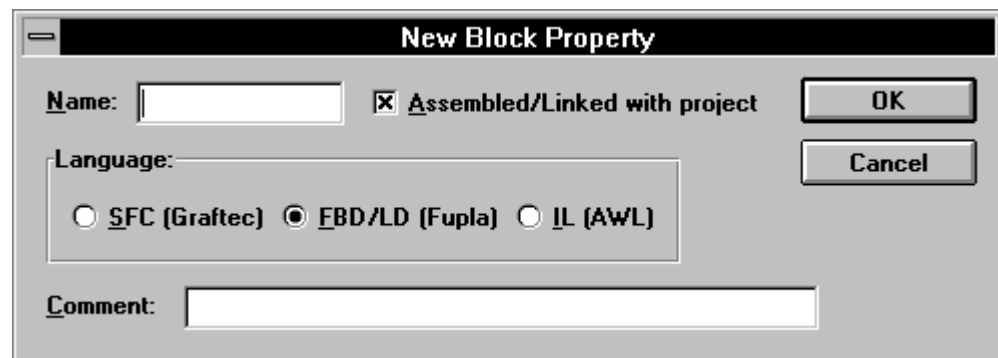 New Block Property
Name: Assembled/Linked with project OK
Language: Cancel
SFC (Graftec) FBD/LD (Fupla) IL (AWL)
Comment: